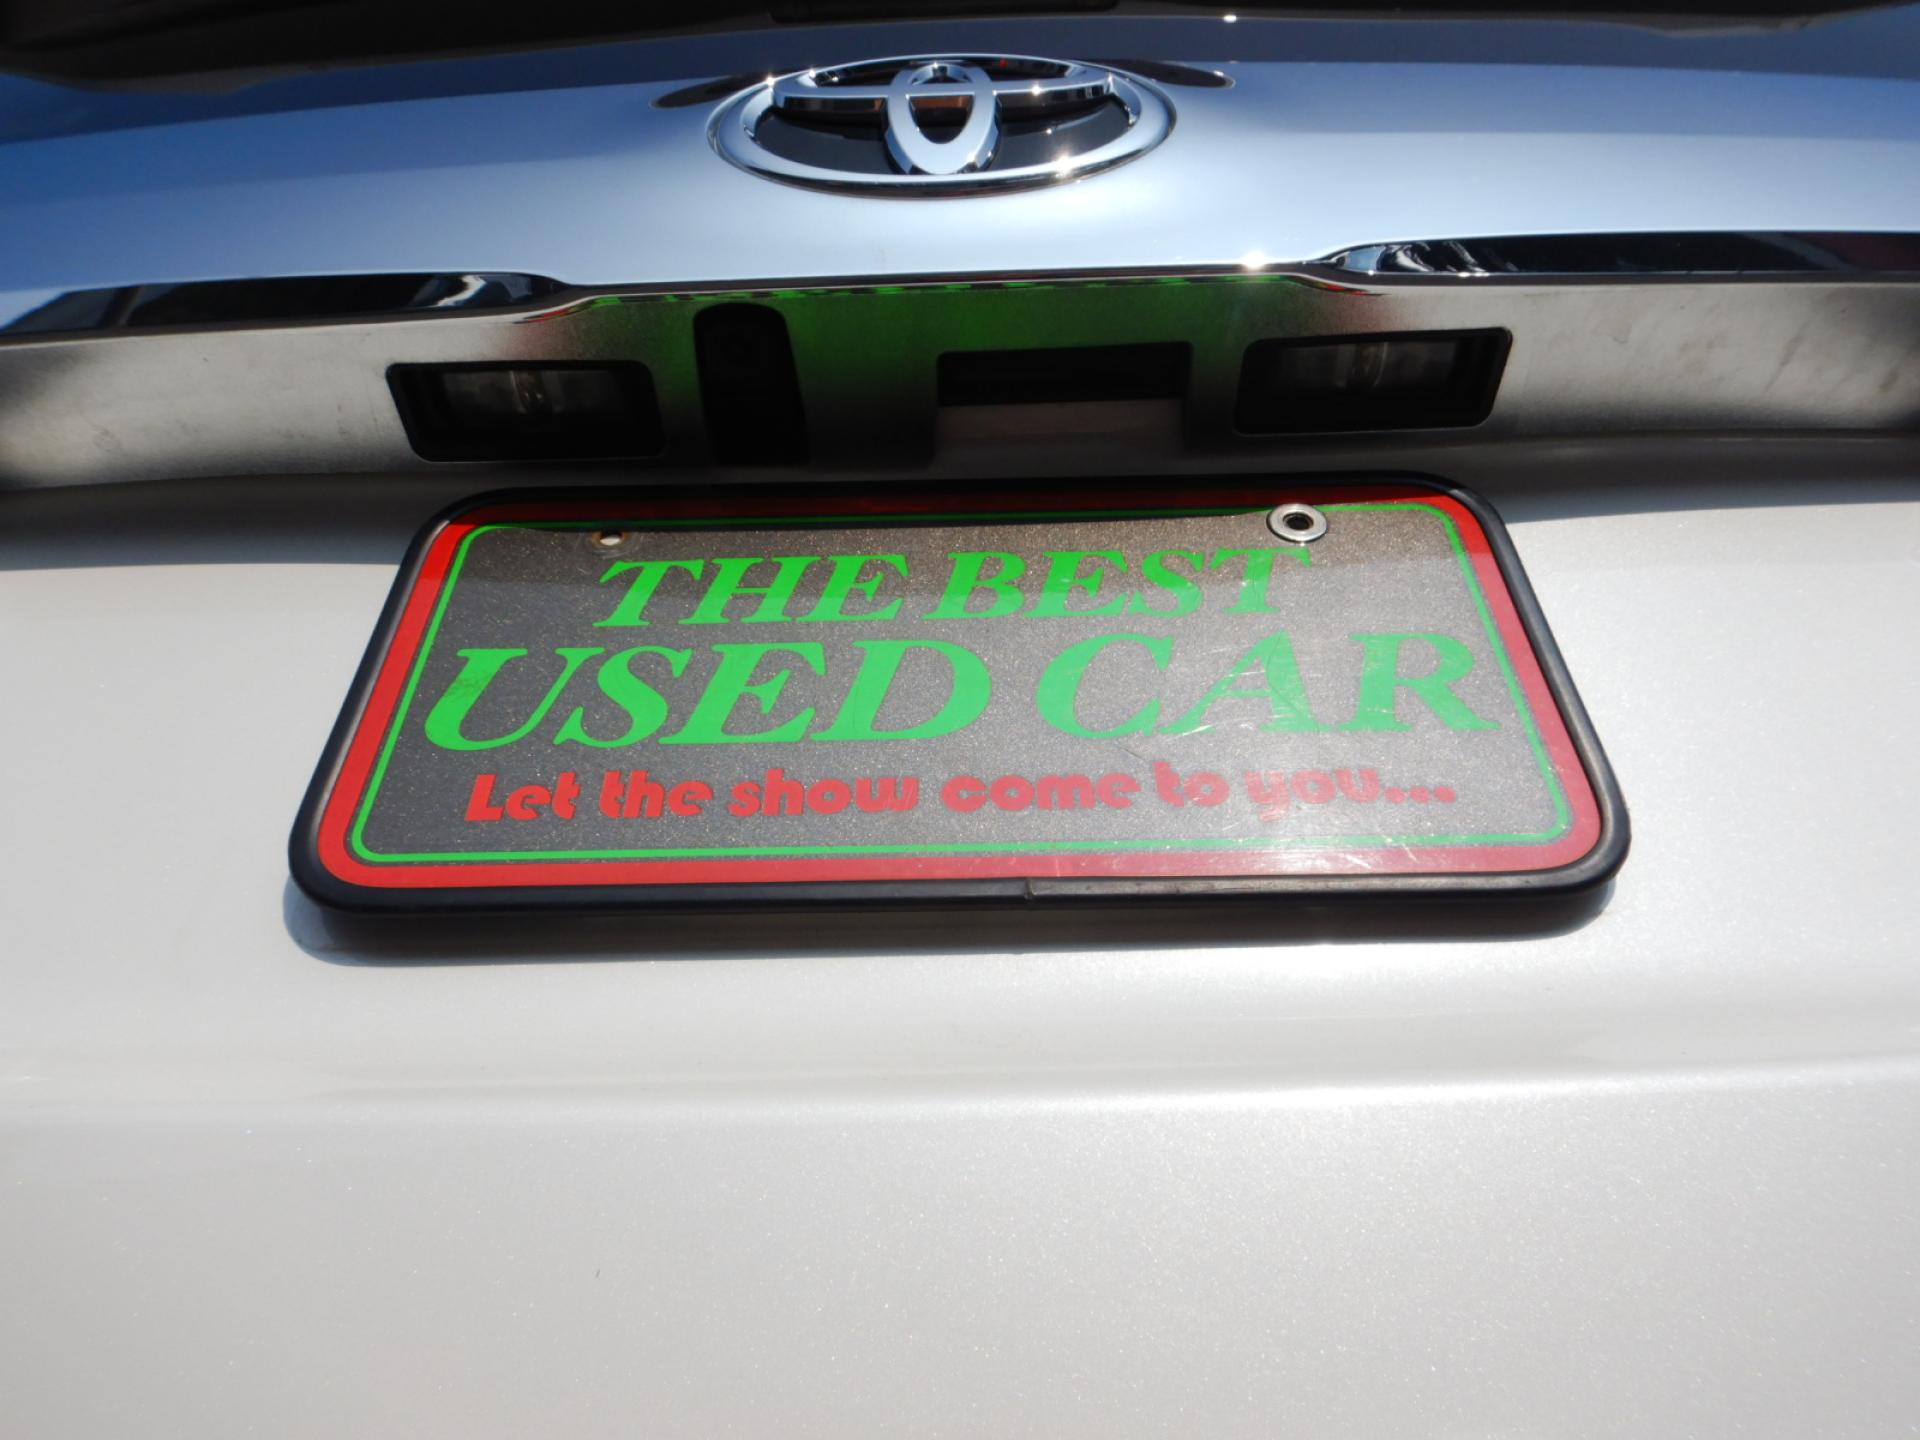 THE BEST
USED CAR
Let the show come to you...